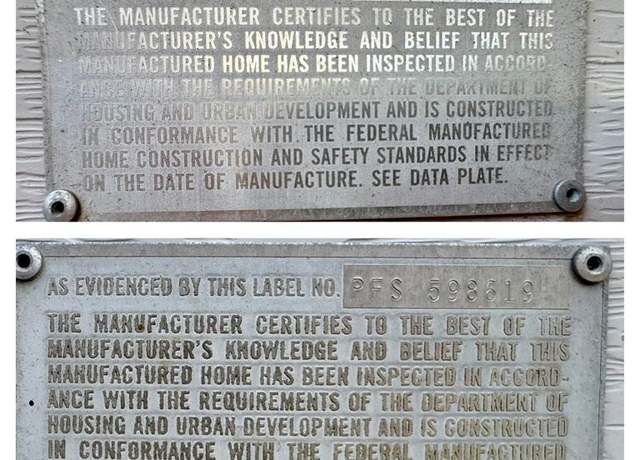 THE MANUFACTURER CERTIFIES TO THE BEST OF THE
MANUFACTURER'S KNOWLEDGE AND BELIEF THAT THIS
MANUFACTURED HOME HAS BEEN INSPECTED IN ACCORD-
ANCE WITH THE REQUIREMENTS OF THE DEPARTMENT OF
HOUSING AND URBAN DEVELOPMENT AND IS CONSTRUCTED
IN CONFORMANCE WITH THE FEDERAL MANUFACTURED
HOME CONSTRUCTION AND SAFETY STANDARDS IN EFFECT
ON THE DATE OF MANUFACTURE. SEE DATA PLATE.
AS EVIDENCED BY THIS LABEL NO. PFS 598619
THE MANUFACTURER CERTIFIES TO THE BEST OF THE
MANUFACTURER'S KNOWLEDGE AND BELIEF THAT THIS
MANUFACTURED HOME HAS BEEN INSPECTED IN ACCORD-
ANCE WITH THE REQUIREMENTS OF THE DEPARTMENT OF
HOUSING AND URBAN DEVELOPMENT AND IS CONSTRUCTED
IN CONFORMANCE WITH THE FEDERAL MANUFACTURED